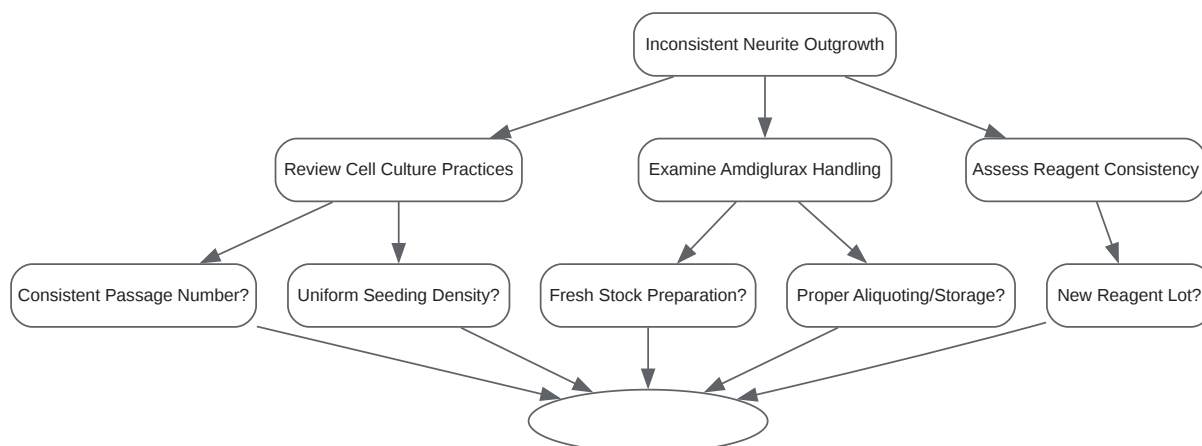 Inconsistent Neurite Outgrowth
Review Cell Culture Practices
Examine Amdiglurax Handling
Assess Reagent Consistency
Consistent Passage Number?
Uniform Seeding Density?
Fresh Stock Preparation?
Proper Aliquoting/Storage?
New Reagent Lot?